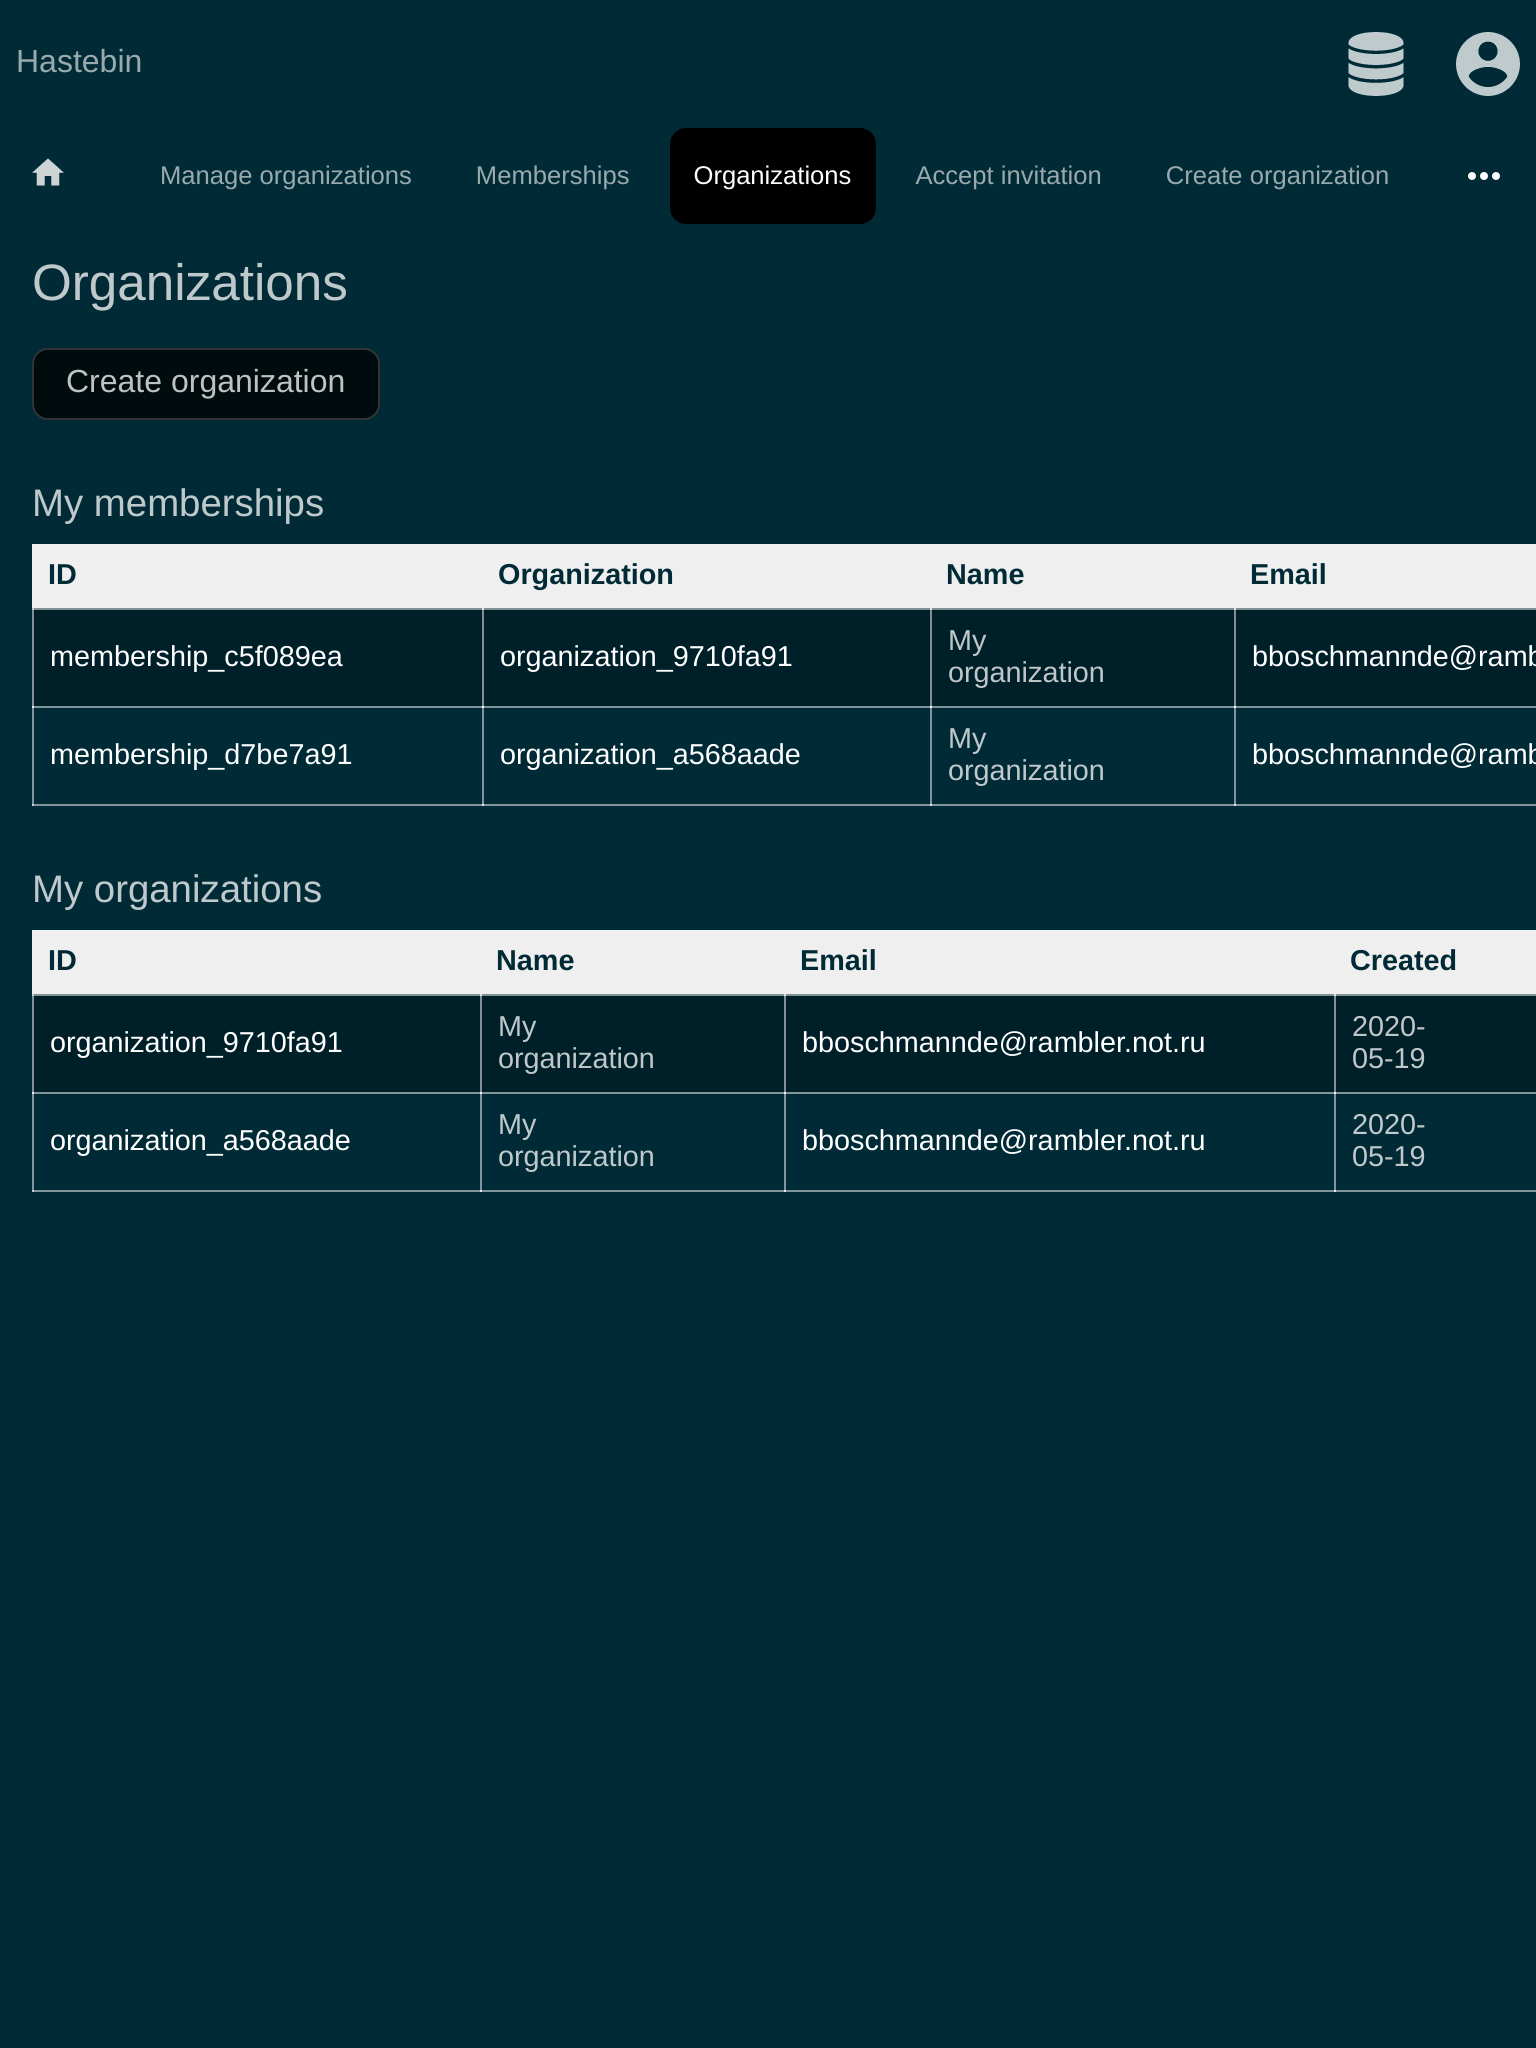 Hastebin
Manage organizations Memberships Organizations Accept invitation Create organization
Organizations
Create organization
My memberships
ID Organization Name Email
membership_c5f089ea organization_9710fa91 My organization bboschmannde@ramb
membership_d7be7a91 organization_a568aade My organization bboschmannde@ramb
My organizations
ID Name Email Created
organization_9710fa91 My organization bboschmannde@rambler.not.ru 2020-05-19
organization_a568aade My organization bboschmannde@rambler.not.ru 2020-05-19